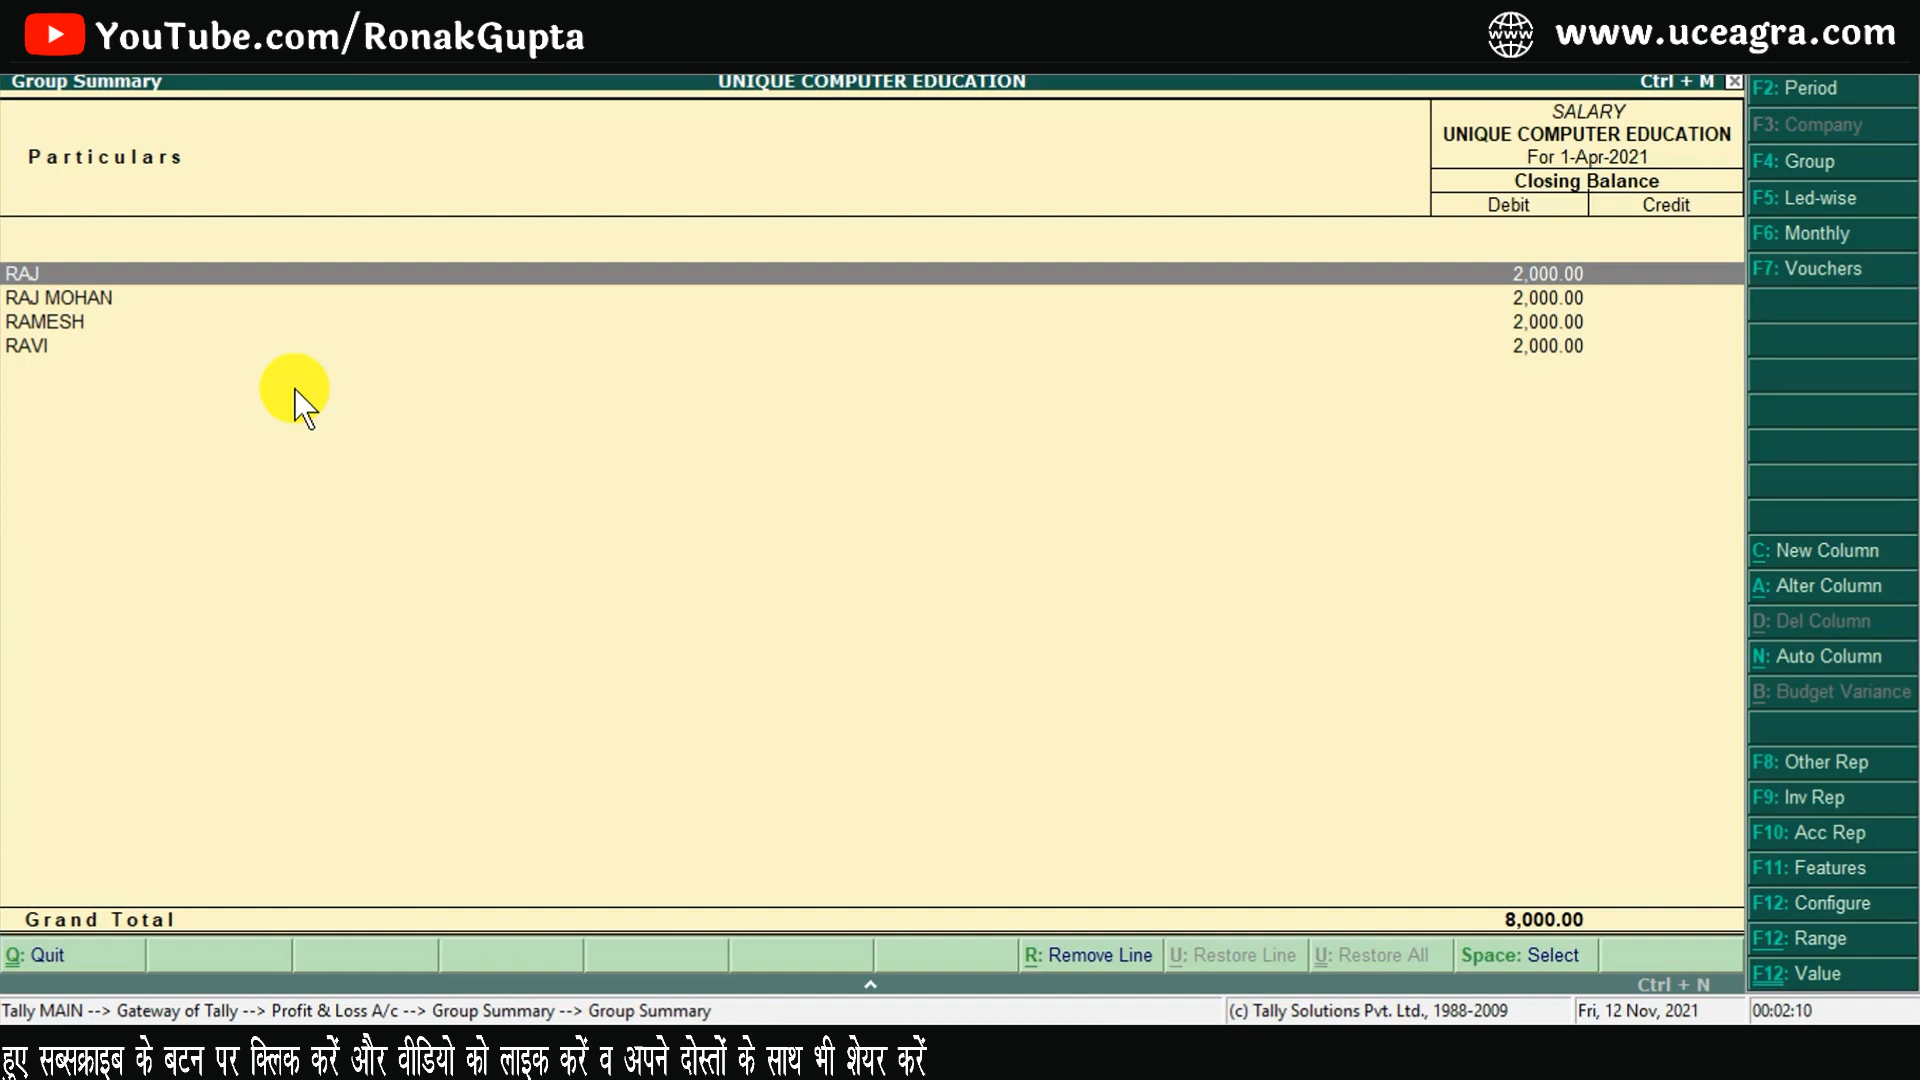 YouTube.com/RonakGupta
www www.uceagra.com
Group Summary UNIQUE COMPUTER EDUCATION Ctrl + M
Particulars
SALARY
UNIQUE COMPUTER EDUCATION
For 1-Apr-2021
Closing Balance
Debit Credit
RAJ 2,000.00
RAJ MOHAN 2,000.00
RAMESH 2,000.00
RAVI 2,000.00
Grand Total 8,000.00
Q: Quit R: Remove Line U: Restore Line U: Restore All Space: Select
Ctrl + N
F2: Period
F3: Company
F4: Group
F5: Led-wise
F6: Monthly
F7: Vouchers
C: New Column
A: Alter Column
D: Del Column
N: Auto Column
B: Budget Variance
F8: Other Rep
F9: Inv Rep
F10: Acc Rep
F11: Features
F12: Configure
F12: Range
F12: Value
Tally MAIN --> Gateway of Tally --> Profit & Loss A/c --> Group Summary --> Group Summary (c) Tally Solutions Pvt. Ltd., 1988-2009 Fri, 12 Nov, 2021 00:02:10
हुए सब्सक्राइब के बटन पर क्लिक करें और वीडियो को लाइक करें व अपने दोस्तों के साथ भी शेयर करें